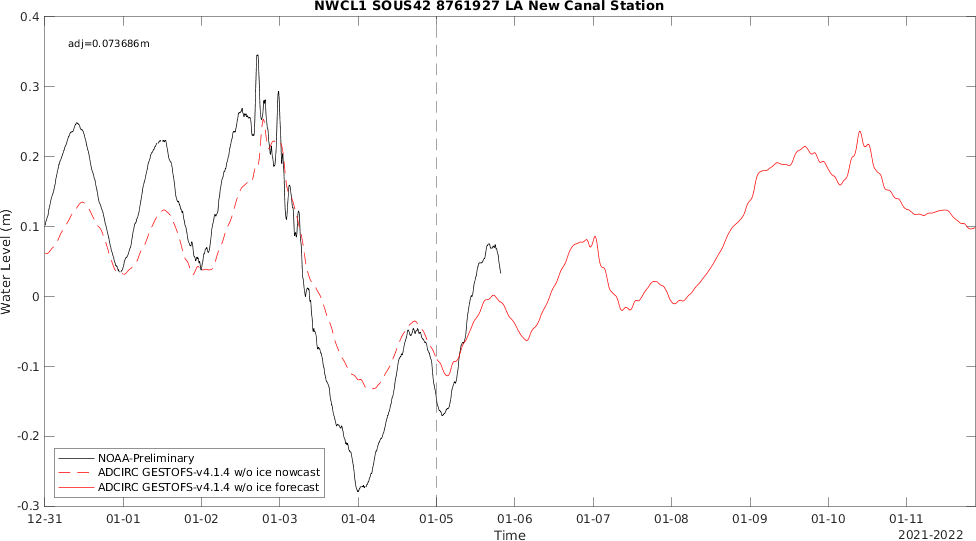 NWCL1 SOUS42 8761927 LA New Canal Station
adj=0.073686m
Water Level (m)
0.4
0.3
0.2
0.1
0
-0.1
-0.2
-0.3
NOAA-Preliminary
ADCIRC GESTOFS-v4.1.4 w/o ice nowcast
ADCIRC GESTOFS-v4.1.4 w/o ice forecast
12-31 01-01 01-02 01-03 01-04 01-05 01-06 01-07 01-08 01-09 01-10 01-11
Time
2021-2022